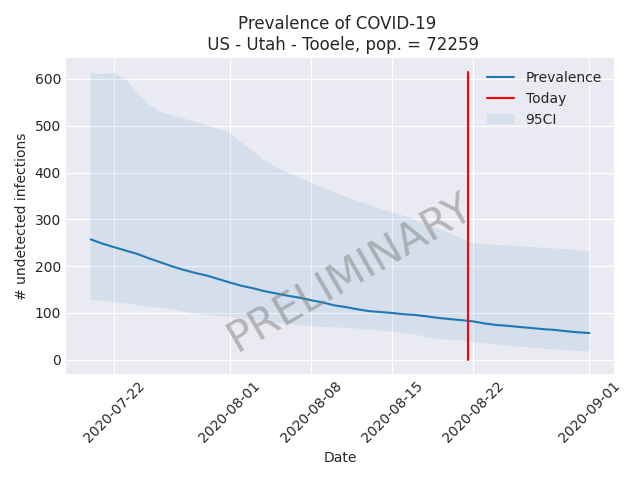 Prevalence of COVID-19
US - Utah - Tooele, pop. = 72259
Prevalence
Today
95CI
# undetected infections
600
500
400
300
200
100
0
PRELIMINARY
2020-07-22
2020-08-01
2020-08-08
2020-08-15
2020-08-22
2020-09-01
Date